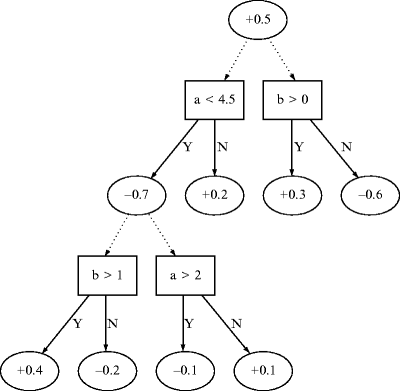 +0.5
a < 4.5 b > 0
Y N Y N
–0.7 +0.2 +0.3 –0.6
b > 1 a > 2
Y N Y N
+0.4 –0.2 –0.1 +0.1